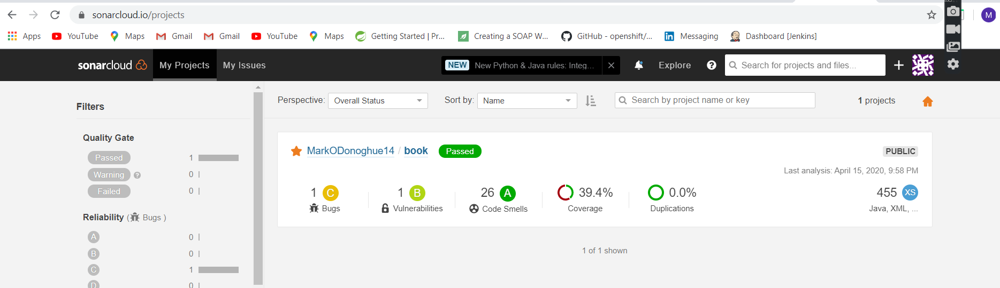 sonarcloud.io/projects
M
Apps YouTube Maps Gmail Gmail YouTube Maps Getting Started | Pr... Creating a SOAP W... GitHub - openshift/... Messaging Dashboard [Jenkins]
sonarcloud My Projects My Issues NEW New Python & Java rules: Integ... Explore ? Search for projects and files...
Filters
Perspective: Overall Status Sort by: Name Search by project name or key 1 projects
Quality Gate
Passed 1
Warning ? 0
Failed 0
Reliability ( Bugs )
A 0
B 0
C 1
D 0
MarkODonoghue14 / book Passed PUBLIC
Last analysis: April 15, 2020, 9:58 PM
1 C 1 B 26 A 39.4% 0.0% 455 XS
Bugs Vulnerabilities Code Smells Coverage Duplications Java, XML, ...
1 of 1 shown